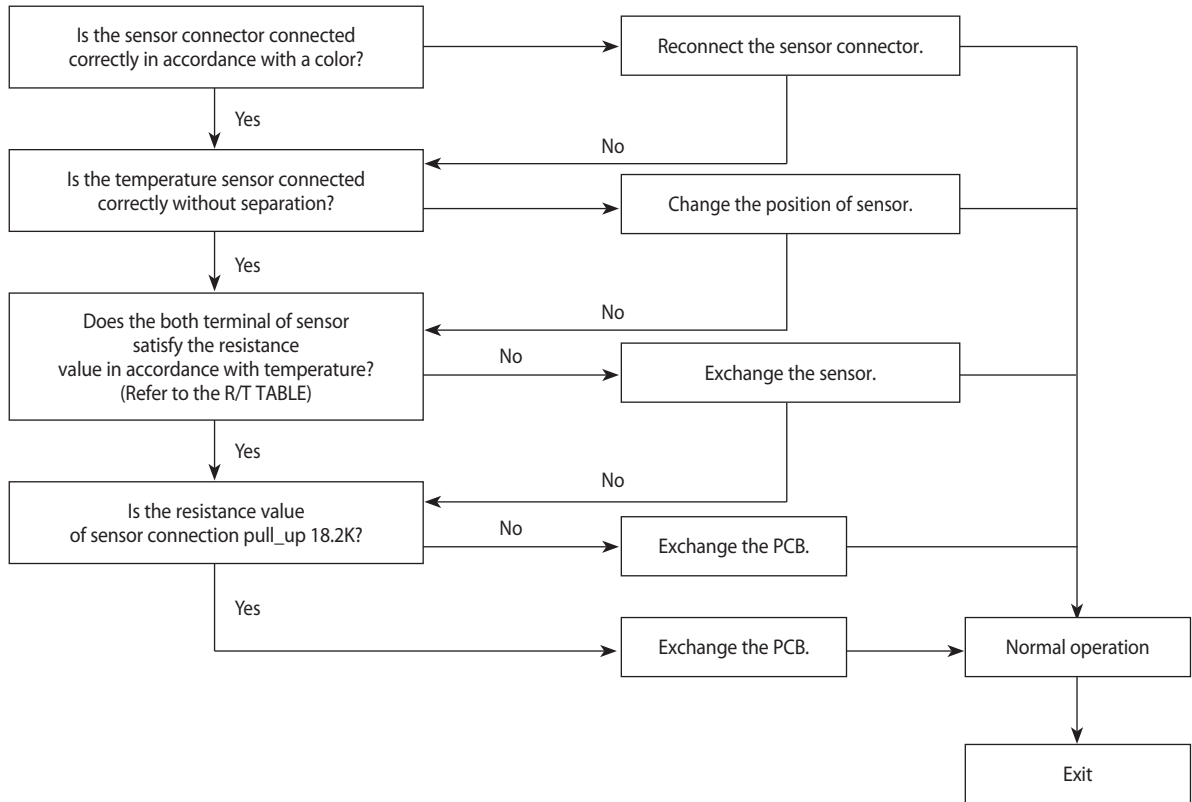 Is the sensor connector connected
correctly in accordance with a color?
Reconnect the sensor connector.
Yes
No
Is the temperature sensor connected
correctly without separation?
Change the position of sensor.
Yes
No
Does the both terminal of sensor
satisfy the resistance
value in accordance with temperature?
(Refer to the R/T TABLE)
No
Exchange the sensor.
Yes
No
Is the resistance value
of sensor connection pull_up 18.2K?
No
Exchange the PCB.
Yes
Exchange the PCB.
Normal operation
Exit